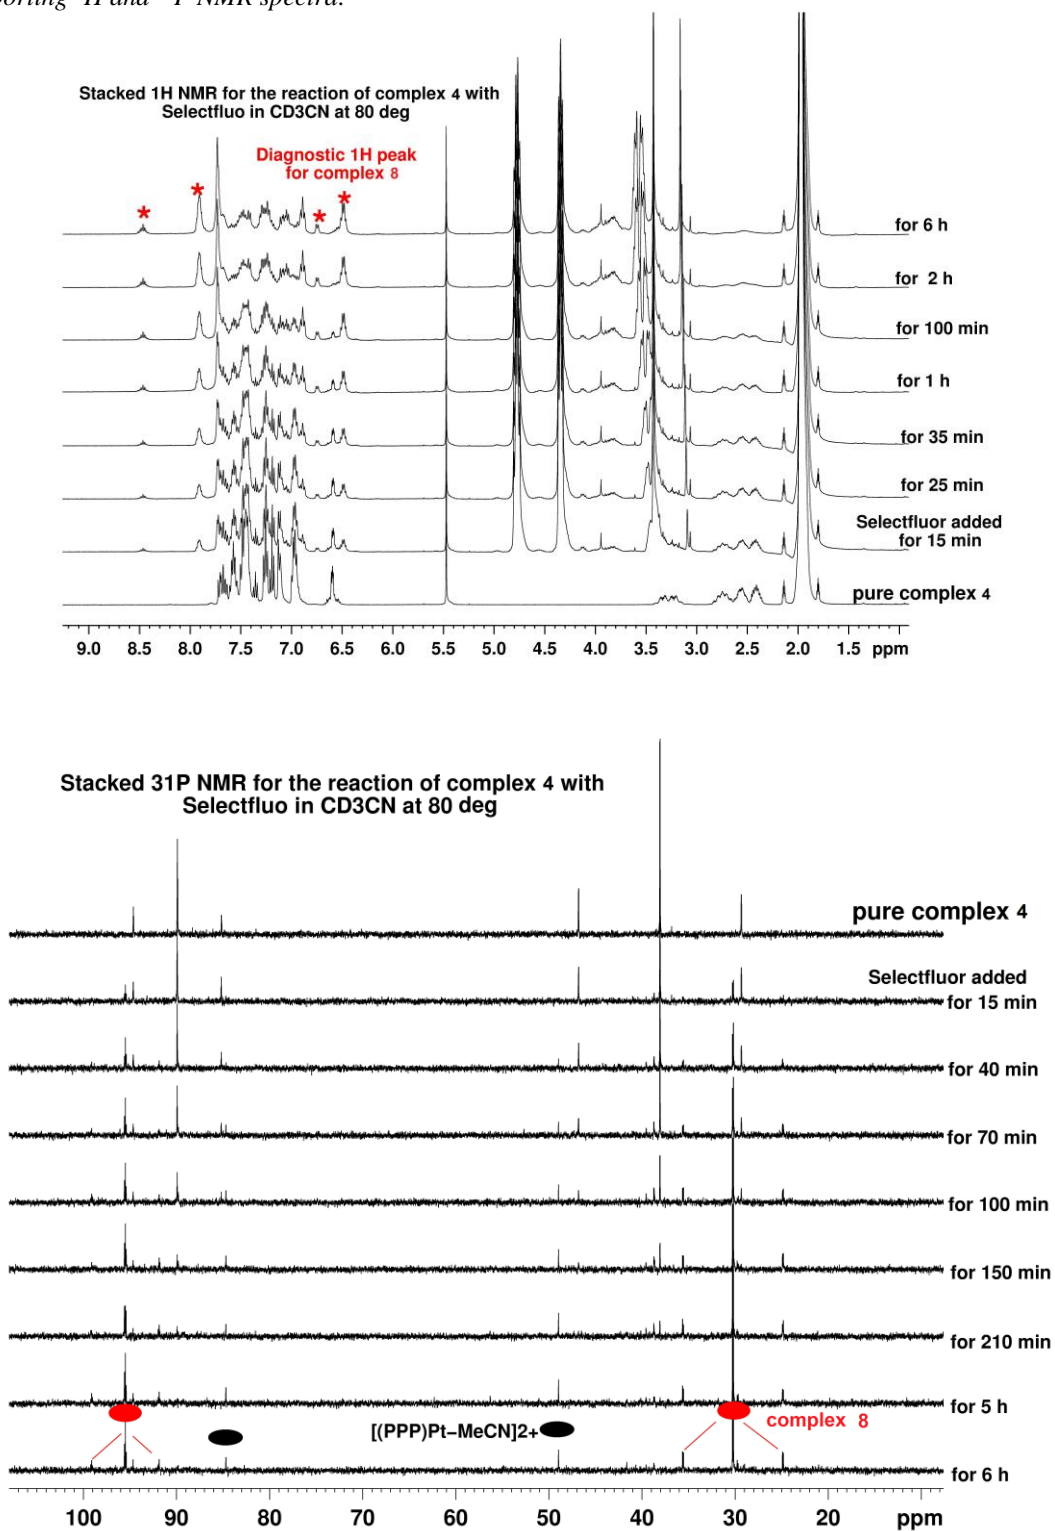 orting ¹H and ³¹P NMR spectra.
Stacked 1H NMR for the reaction of complex 4 with
Selectfluo in CD3CN at 80 deg
Diagnostic 1H peak
for complex 8
* * * *
for 6 h
for 2 h
for 100 min
for 1 h
for 35 min
for 25 min
Selectfluor added
for 15 min
pure complex 4
9.0 8.5 8.0 7.5 7.0 6.5 6.0 5.5 5.0 4.5 4.0 3.5 3.0 2.5 2.0 1.5 ppm
Stacked 31P NMR for the reaction of complex 4 with
Selectfluo in CD3CN at 80 deg
pure complex 4
Selectfluor added
for 15 min
for 40 min
for 70 min
for 100 min
for 150 min
for 210 min
for 5 h
complex 8
[(PPP)Pt–MeCN]2+
for 6 h
100 90 80 70 60 50 40 30 20 ppm